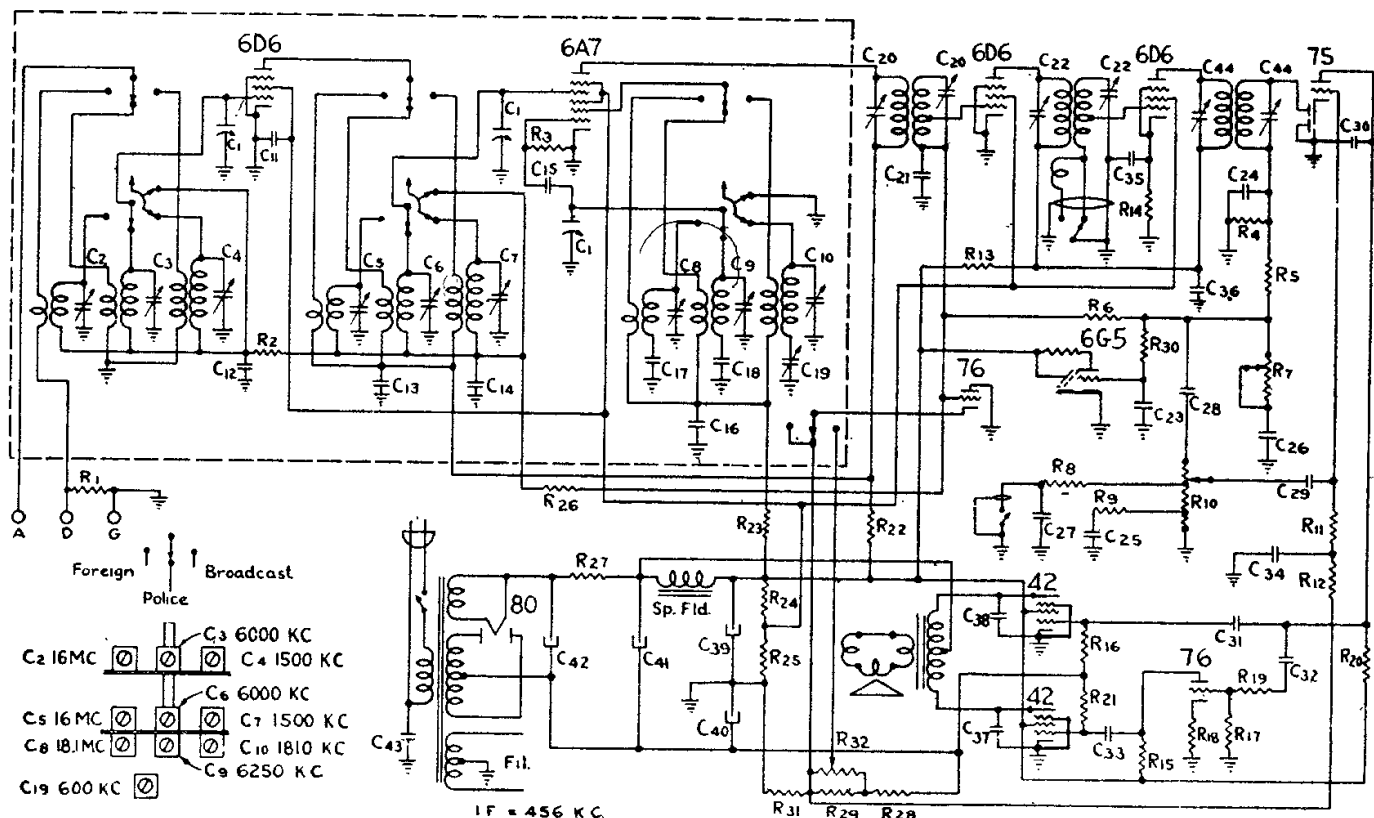 6D6
6A7
C20
C20
6D6
C22
C22
6D6
C44
C44
75
C1
C11
C1
R3
C15
C1
C21
C35
R14
C24
R4
C30
C2
C3
C4
C5
C6
C7
C8
C9
C10
R13
C36
R5
R2
C12
C13
C14
C17
C18
C19
C16
R6
6G5
R30
76
C23
C28
R7
C26
R1
A
D
G
R26
R23
R22
R8
C27
R9
C25
R10
C29
R11
C34
R12
Foreign
Broadcast
Police
R27
80
Sp. Fld.
R24
42
C38
C42
C41
C39
R25
R16
C31
C32
R20
C3 6000 KC
C2 16MC
C4 1500 KC
C6 6000 KC
C5 16MC
C7 1500 KC
C8 18.1MC
C10 1810 KC
C9 6250 KC
C19 600 KC
C43
Fil.
C40
R32
C37
42
R21
C33
76
R19
R18
R17
R15
R31
R29
R28
IF = 456 KC